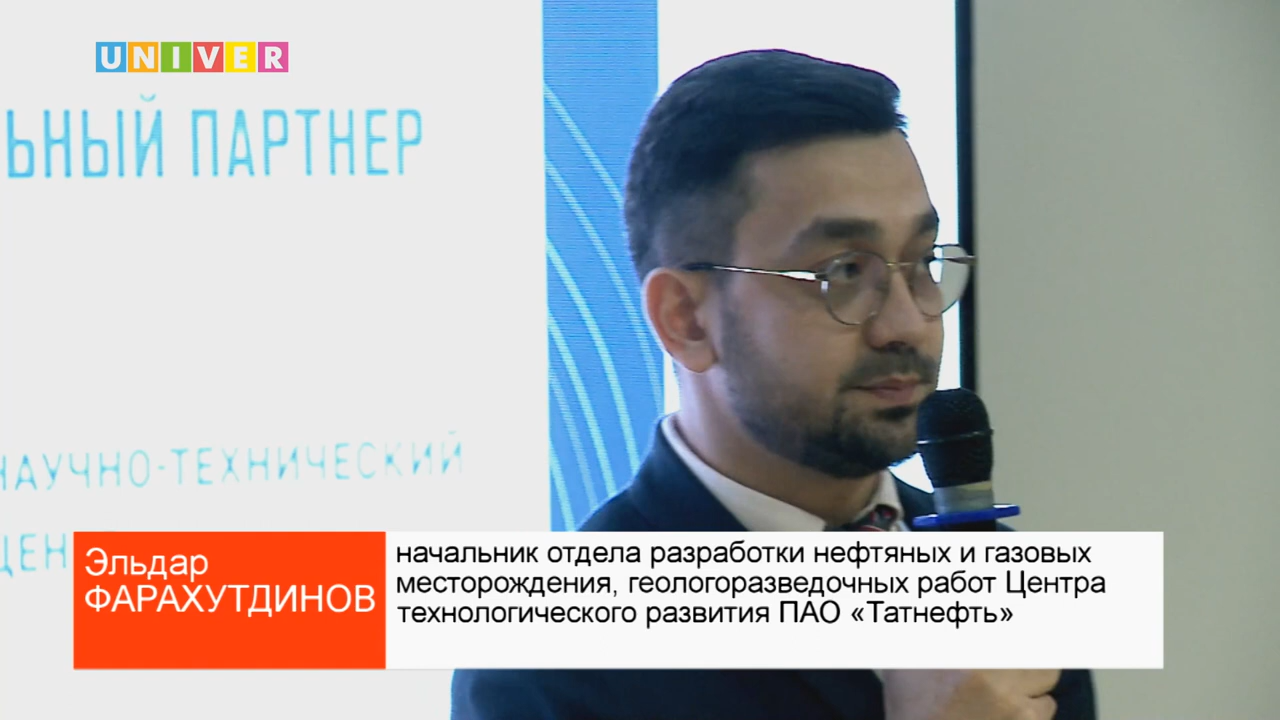 UNIVER
ЬНЫЙ ПАРТНЕР
НАУЧНО-ТЕХНИЧЕСКИЙ
ЦЕН
Эльдар
ФАРАХУТДИНОВ
начальник отдела разработки нефтяных и газовых
месторождения, геологоразведочных работ Центра
технологического развития ПАО «Татнефть»